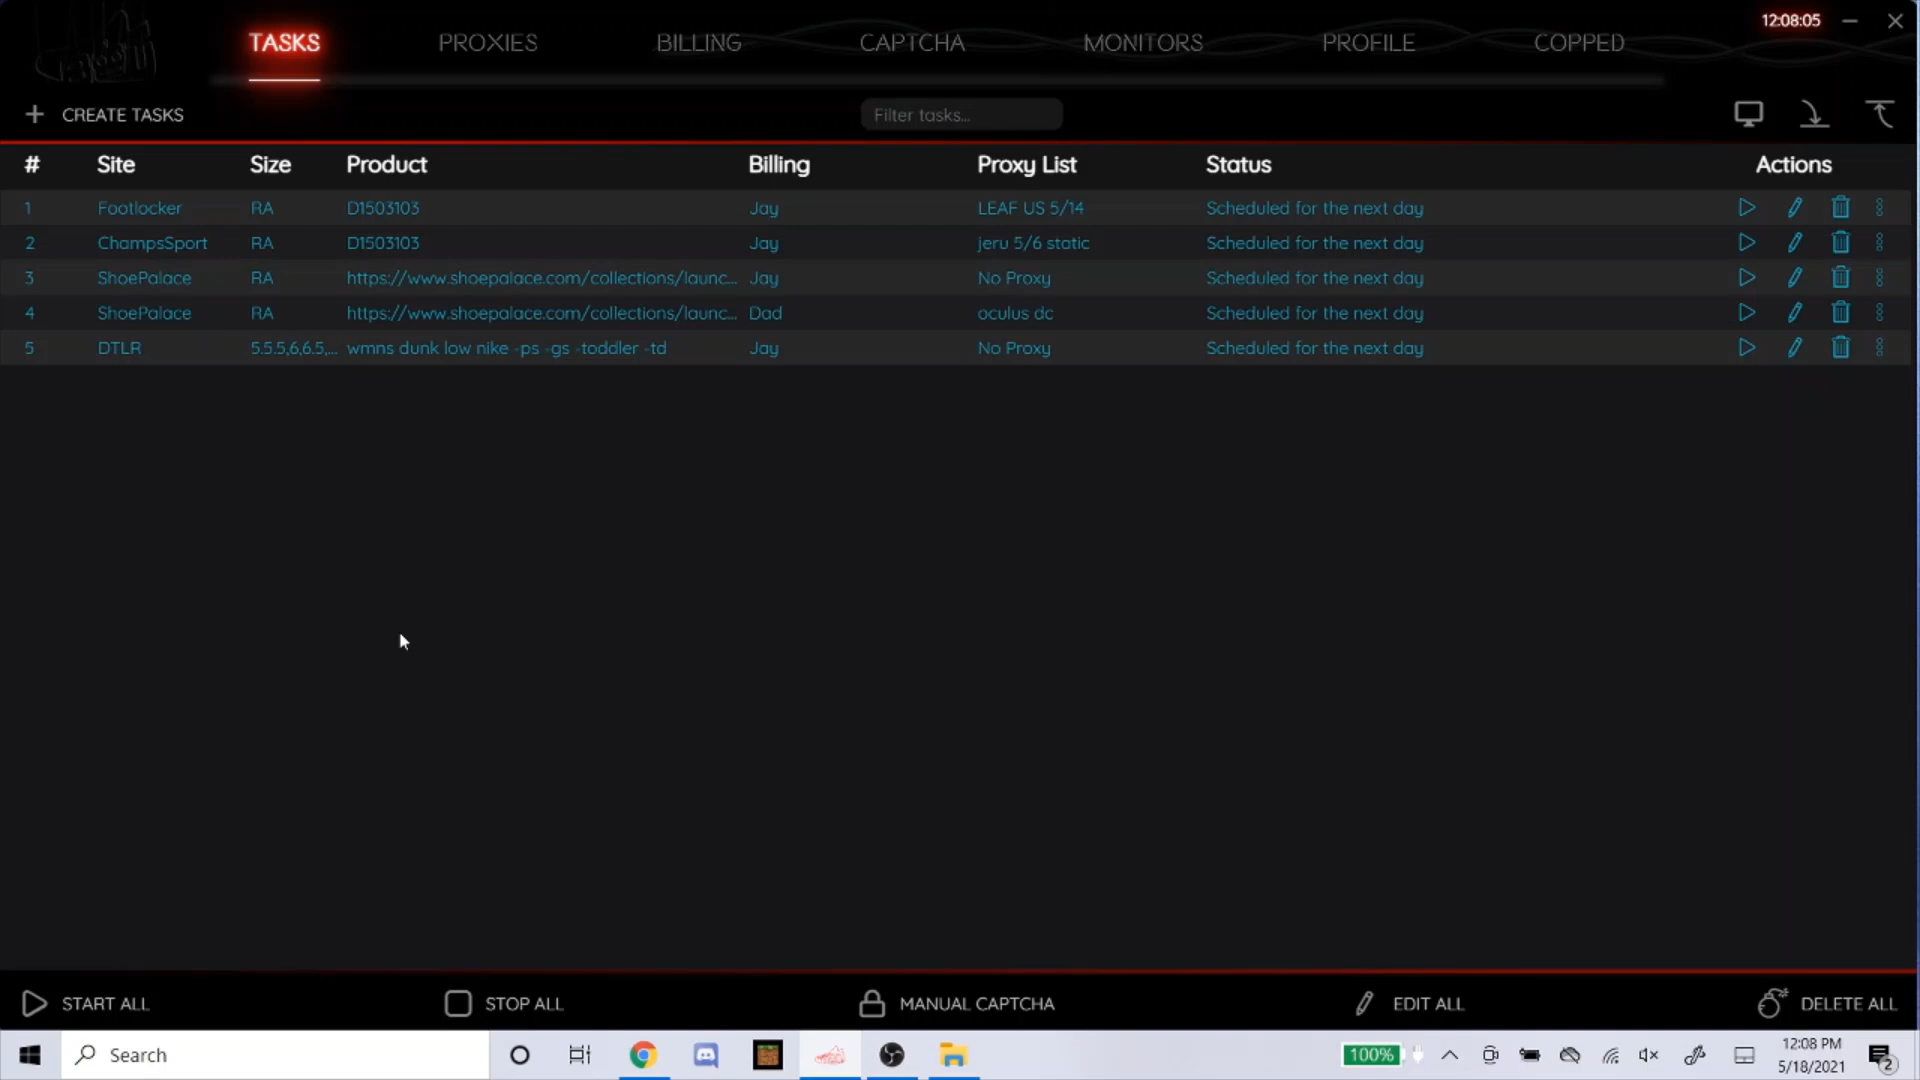 TASKS PROXIES BILLING CAPTCHA MONITORS PROFILE COPPED 12:08:05
CREATE TASKS Filter tasks...
# Site Size Product Billing Proxy List Status Actions
1 Footlocker RA D1503103 Jay LEAF US 5/14 Scheduled for the next day
2 ChampsSport RA D1503103 Jay jeru 5/6 static Scheduled for the next day
3 ShoePalace RA https://www.shoepalace.com/collections/launc... Jay No Proxy Scheduled for the next day
4 ShoePalace RA https://www.shoepalace.com/collections/launc... Dad oculus dc Scheduled for the next day
5 DTLR 5.5.5,6,6.5,... wmns dunk low nike -ps -gs -toddler -td Jay No Proxy Scheduled for the next day
START ALL STOP ALL MANUAL CAPTCHA EDIT ALL DELETE ALL
Search 100% 12:08 PM
5/18/2021 2